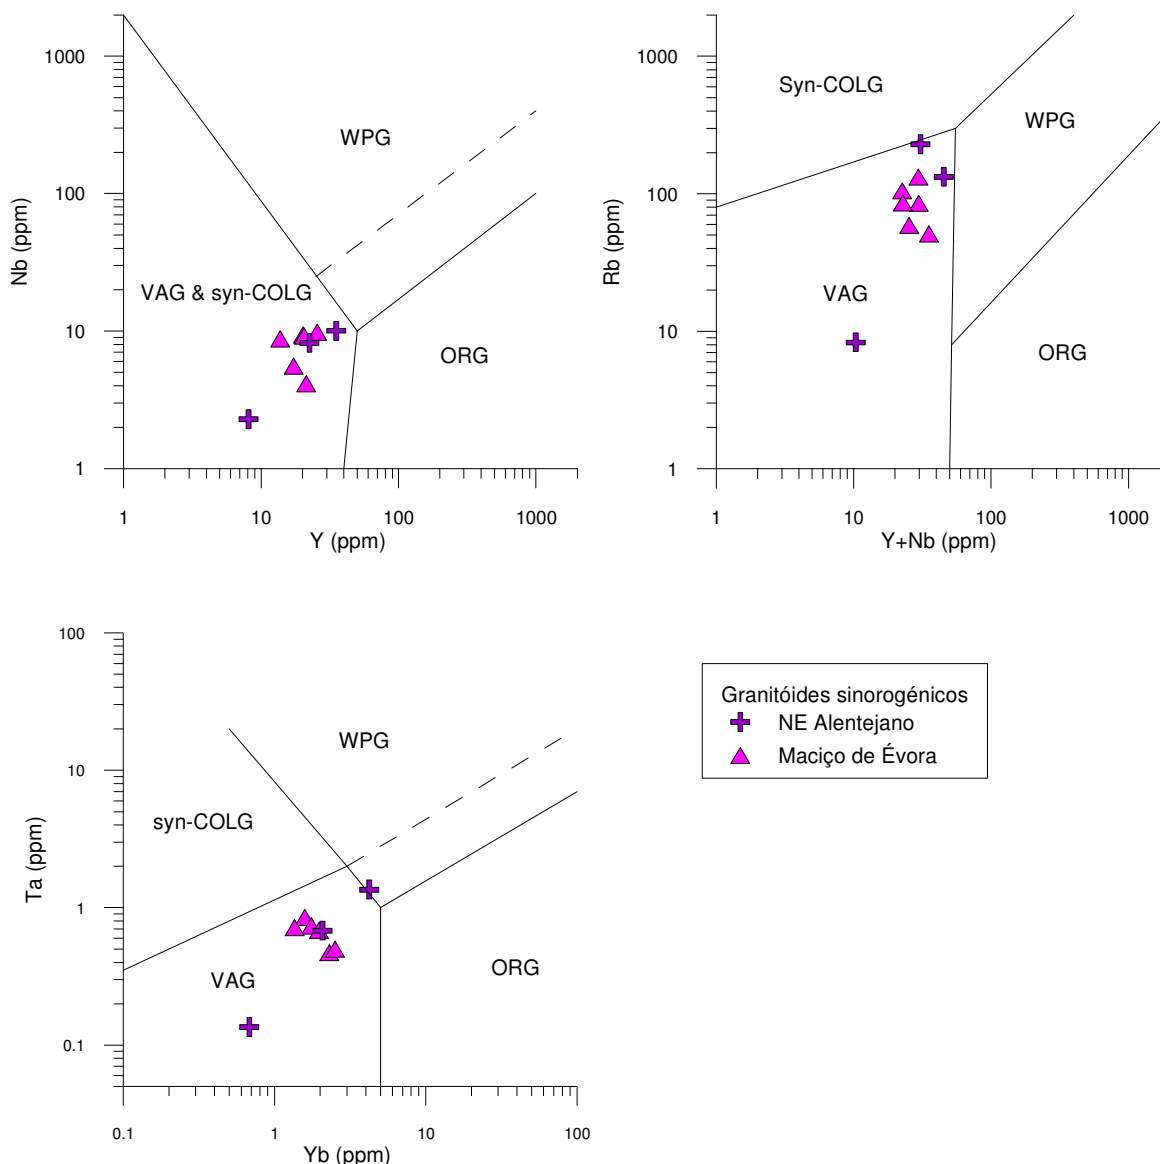 1000
100
10
1
Nb (ppm)
WPG
VAG & syn-COLG
ORG
1 10 100 1000
Y (ppm)
1000
100
10
1
Rb (ppm)
Syn-COLG
WPG
VAG
ORG
1 10 100 1000
Y+Nb (ppm)
100
10
1
0.1
Ta (ppm)
WPG
syn-COLG
VAG
ORG
0.1 1 10 100
Yb (ppm)
Granitóides sinorogénicos
NE Alentejano
Maciço de Évora